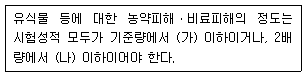 유식물 등에 대한 농약피해·비료피해의 정도는
시험성적 모두가 기준량에서 (가) 이하이거나, 2배
량에서 (나) 이하이어야 한다.